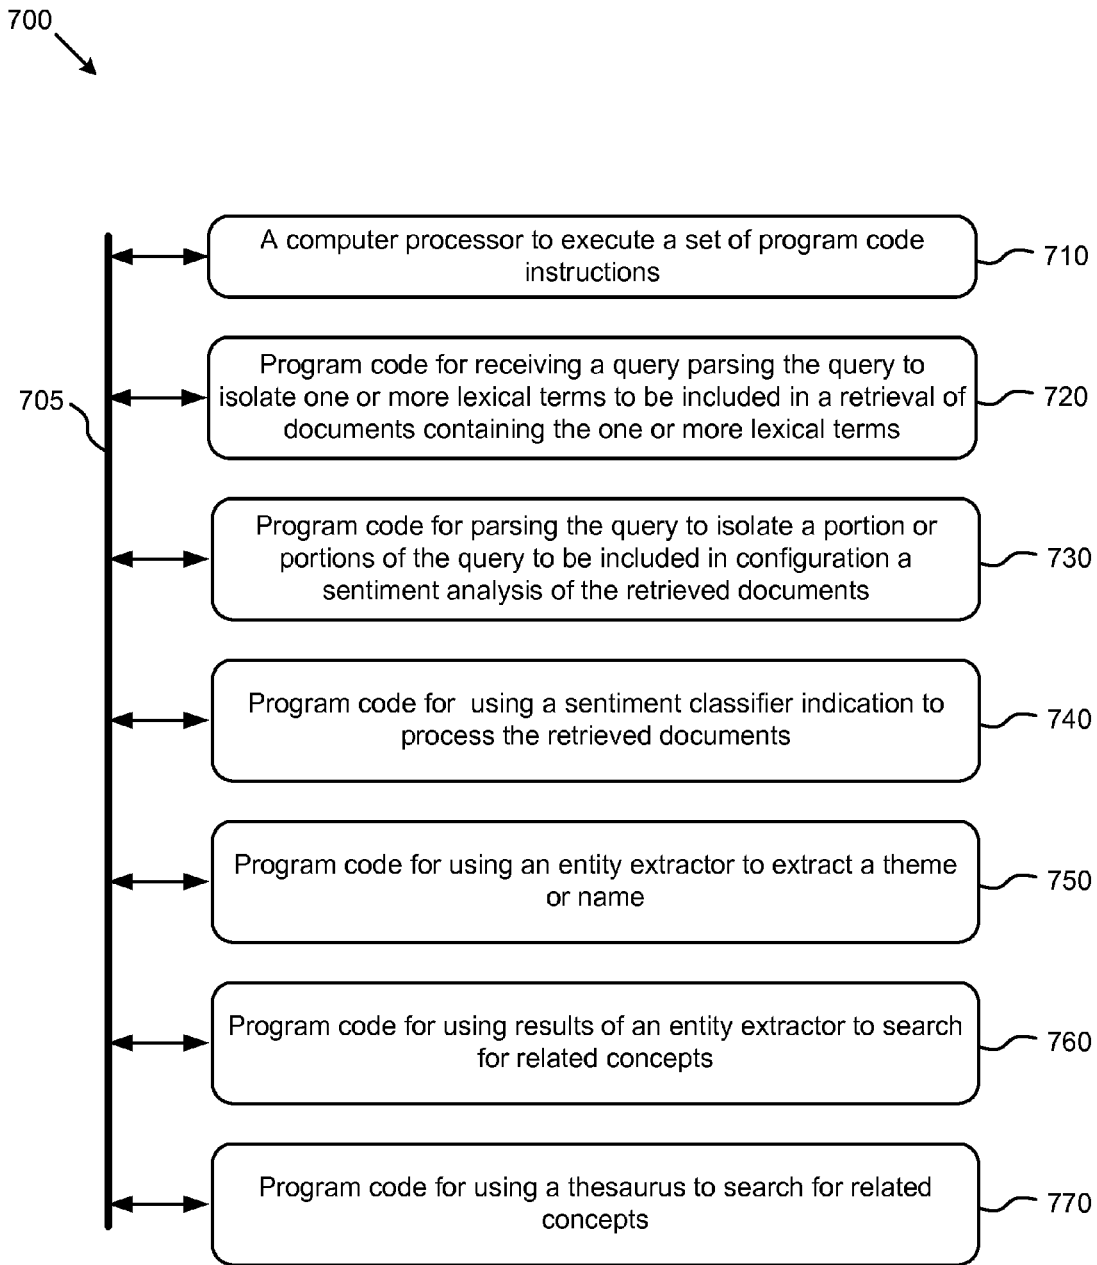 700
A computer processor to execute a set of program code
instructions
710
Program code for receiving a query parsing the query to
isolate one or more lexical terms to be included in a retrieval of
documents containing the one or more lexical terms
720
705
Program code for parsing the query to isolate a portion or
portions of the query to be included in configuration a
sentiment analysis of the retrieved documents
730
Program code for using a sentiment classifier indication to
process the retrieved documents
740
Program code for using an entity extractor to extract a theme
or name
750
Program code for using results of an entity extractor to search
for related concepts
760
Program code for using a thesaurus to search for related
concepts
770